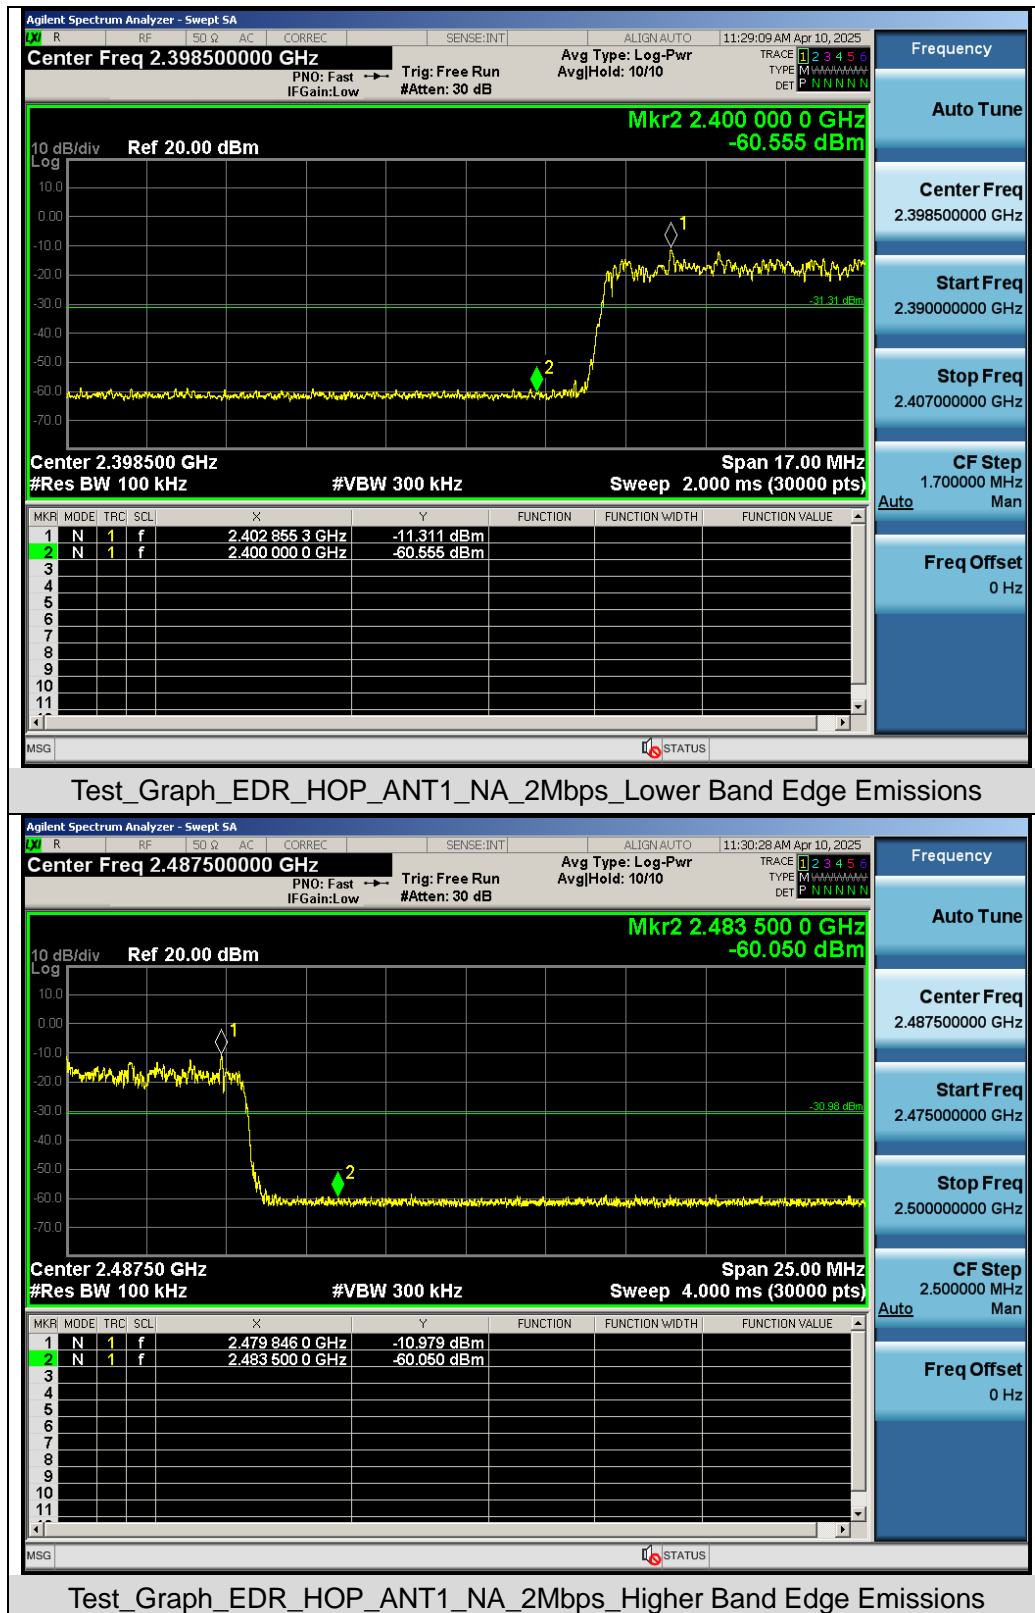 Agilent Spectrum Analyzer - Swept SA
LXI R RF 50 Ω AC CORREC SENSE:INT ALIGN AUTO 11:29:09 AM Apr 10, 2025
Center Freq 2.398500000 GHz
PNO: Fast Trig: Free Run Avg Type: Log-Pwr TRACE 1 2 3 4 5 6
IFGain:Low #Atten: 30 dB Avg|Hold: 10/10 TYPE M WWWWW
DET P N N N N N
Mkr2 2.400 000 0 GHz
-60.555 dBm
10 dB/div Ref 20.00 dBm
Log
10.0
0.00
1
-10.0
-20.0
-30.0
-31.31 dBm
-40.0
-50.0
2
-60.0
-70.0
Center 2.398500 GHz Span 17.00 MHz
#Res BW 100 kHz #VBW 300 kHz Sweep 2.000 ms (30000 pts)
MKR MODE TRC SCL X Y FUNCTION FUNCTION WIDTH FUNCTION VALUE
1 N 1 f 2.402 855 3 GHz -11.311 dBm
2 N 1 f 2.400 000 0 GHz -60.555 dBm
3
4
5
6
7
8
9
10
11
MSG STATUS
Frequency
Auto Tune
Center Freq
2.398500000 GHz
Start Freq
2.390000000 GHz
Stop Freq
2.407000000 GHz
CF Step
1.700000 MHz
Auto Man
Freq Offset
0 Hz
Test_Graph_EDR_HOP_ANT1_NA_2Mbps_Lower Band Edge Emissions
Agilent Spectrum Analyzer - Swept SA
LXI R RF 50 Ω AC CORREC SENSE:INT ALIGN AUTO 11:30:28 AM Apr 10, 2025
Center Freq 2.487500000 GHz
PNO: Fast Trig: Free Run Avg Type: Log-Pwr TRACE 1 2 3 4 5 6
IFGain:Low #Atten: 30 dB Avg|Hold: 10/10 TYPE M WWWWW
DET P N N N N N
Mkr2 2.483 500 0 GHz
-60.050 dBm
10 dB/div Ref 20.00 dBm
Log
10.0
0.00
1
-10.0
-20.0
-30.0
-30.98 dBm
-40.0
-50.0
2
-60.0
-70.0
Center 2.48750 GHz Span 25.00 MHz
#Res BW 100 kHz #VBW 300 kHz Sweep 4.000 ms (30000 pts)
MKR MODE TRC SCL X Y FUNCTION FUNCTION WIDTH FUNCTION VALUE
1 N 1 f 2.479 846 0 GHz -10.979 dBm
2 N 1 f 2.483 500 0 GHz -60.050 dBm
3
4
5
6
7
8
9
10
11
MSG STATUS
Frequency
Auto Tune
Center Freq
2.487500000 GHz
Start Freq
2.475000000 GHz
Stop Freq
2.500000000 GHz
CF Step
2.500000 MHz
Auto Man
Freq Offset
0 Hz
Test_Graph_EDR_HOP_ANT1_NA_2Mbps_Higher Band Edge Emissions